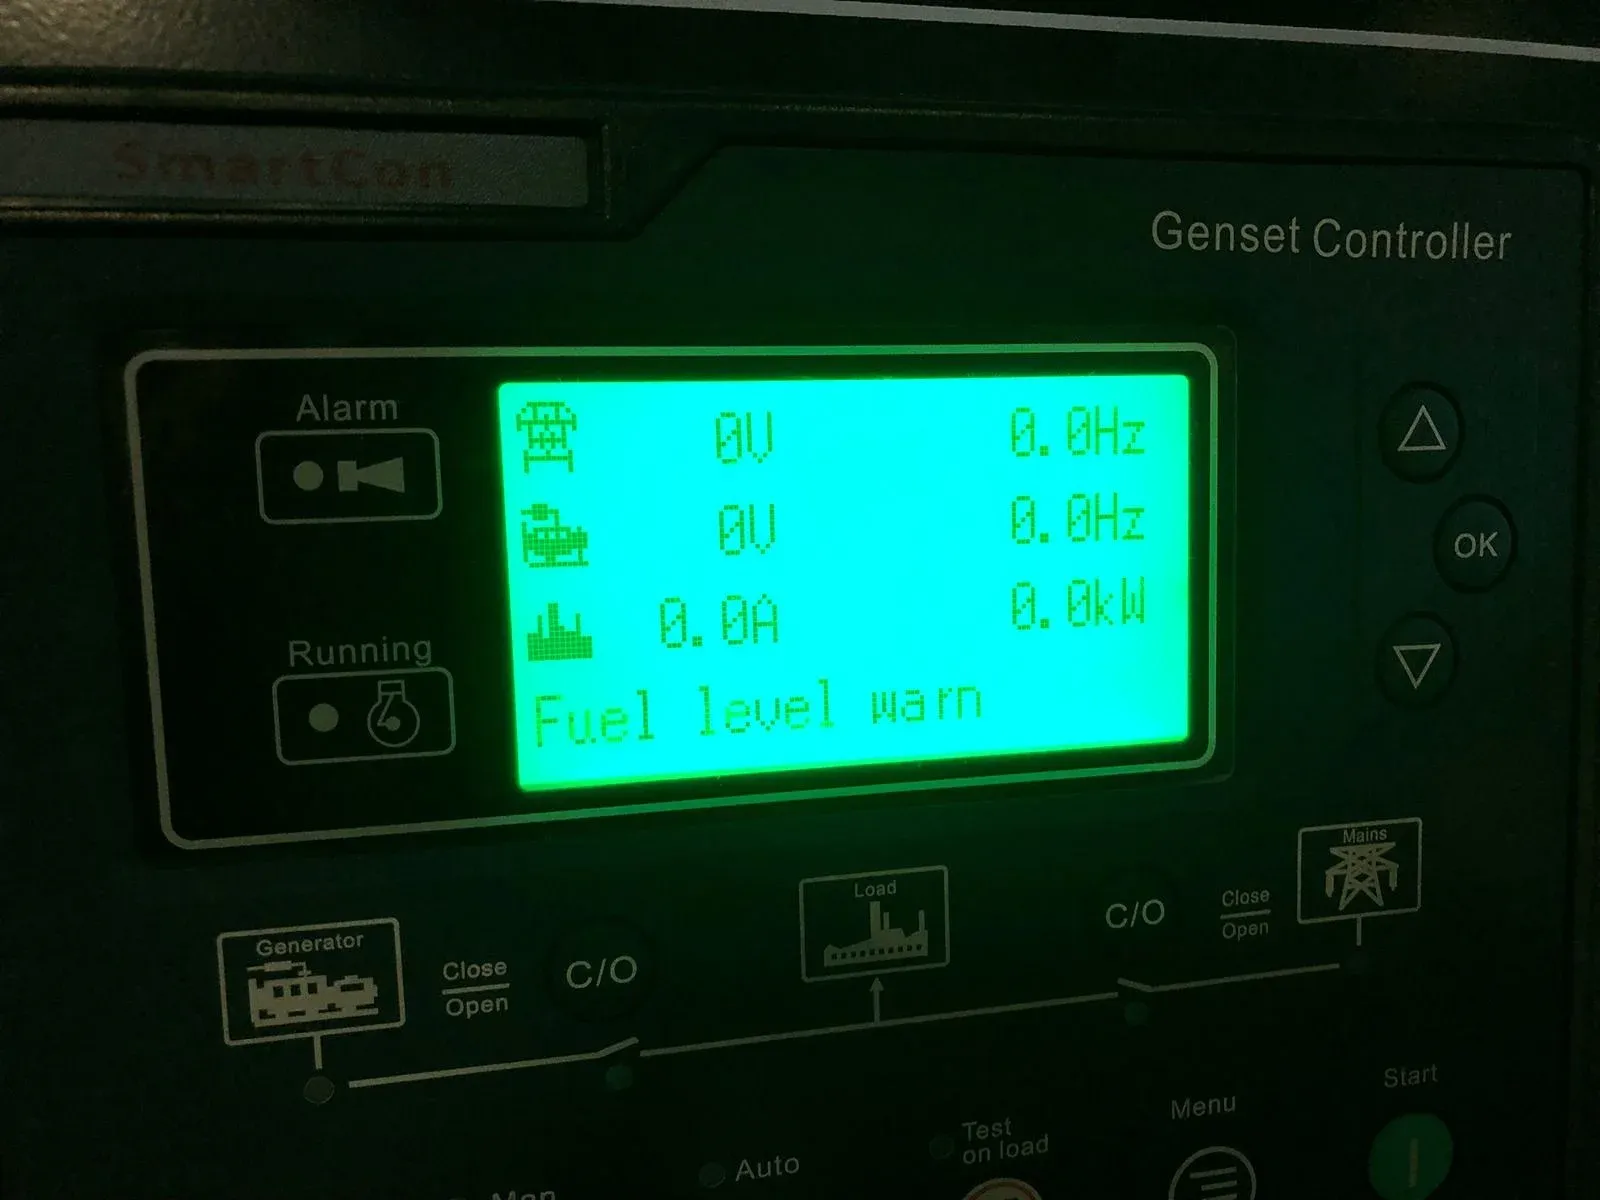 SmartCon
Genset Controller
Alarm
0V 0.0Hz
0V 0.0Hz
0.0A 0.0kW
Fuel level warn
Running
OK
Generator
Close
Open
C/O
Load
C/O
Close
Open
Mains
Man
Auto
Test
on load
Menu
Start